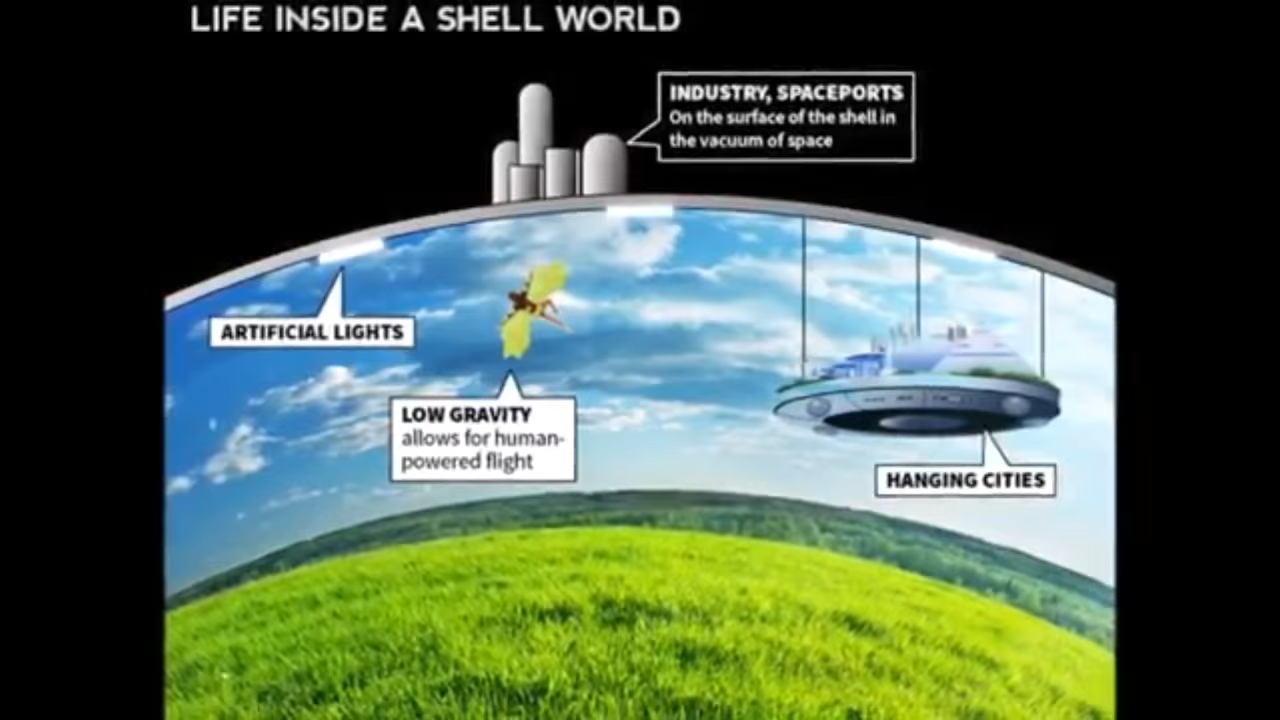 LIFE INSIDE A SHELL WORLD
INDUSTRY, SPACEPORTS
On the surface of the shell in
the vacuum of space
ARTIFICIAL LIGHTS
LOW GRAVITY
allows for human-
powered flight
HANGING CITIES